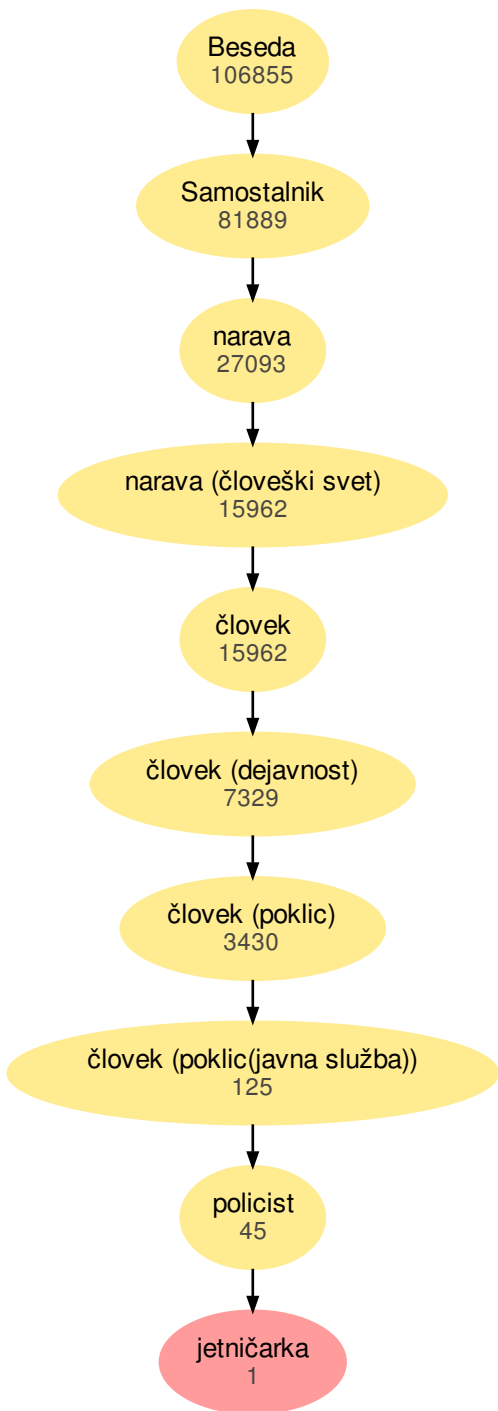 Beseda
106855
Samostalnik
81889
narava
27093
narava (človeški svet)
15962
človek
15962
človek (dejavnost)
7329
človek (poklic)
3430
človek (poklic(javna služba))
125
policist
45
jetničarka
1